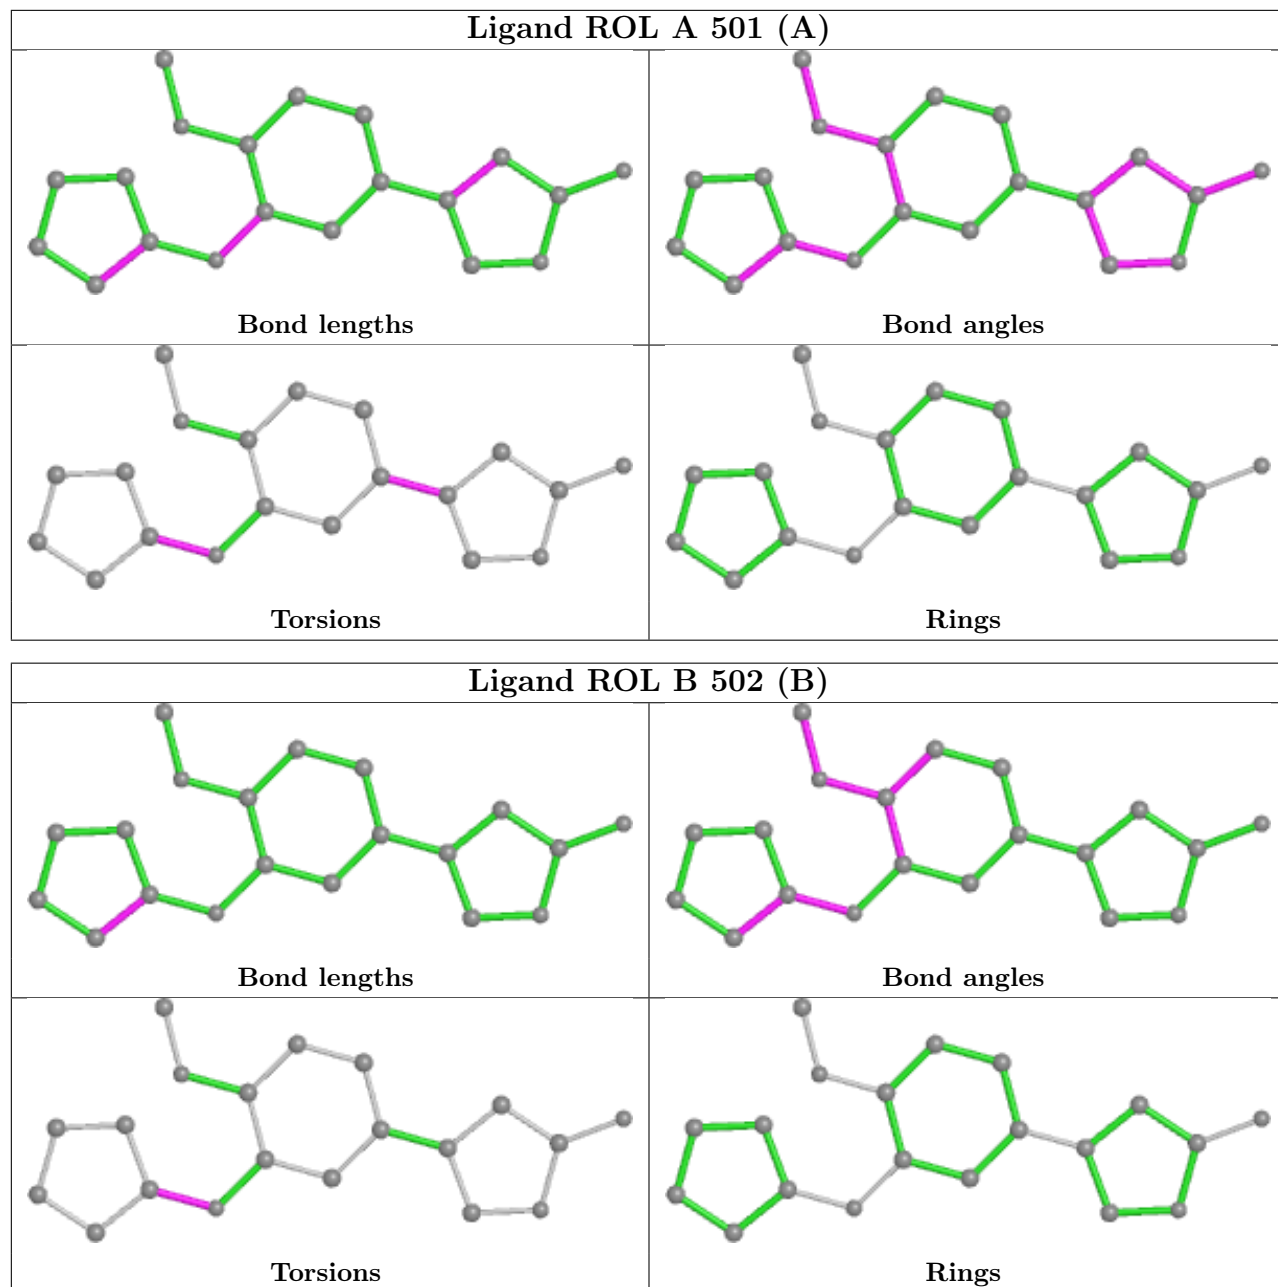 Ligand ROL A 501 (A)
Bond lengths
Bond angles
Torsions
Rings
Ligand ROL B 502 (B)
Bond lengths
Bond angles
Torsions
Rings